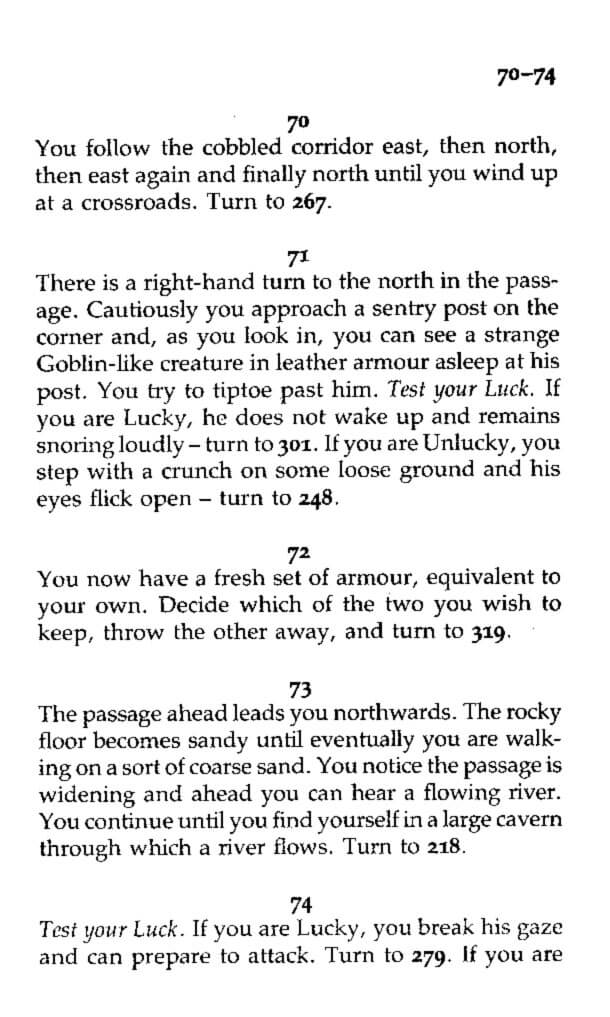 70–74
70
You follow the cobbled corridor east, then north,
then east again and finally north until you wind up
at a crossroads. Turn to 267.
71
There is a right-hand turn to the north in the pass-
age. Cautiously you approach a sentry post on the
corner and, as you look in, you can see a strange
Goblin-like creature in leather armour asleep at his
post. You try to tiptoe past him. Test your Luck. If
you are Lucky, he does not wake up and remains
snoring loudly – turn to 301. If you are Unlucky, you
step with a crunch on some loose ground and his
eyes flick open – turn to 248.
72
You now have a fresh set of armour, equivalent to
your own. Decide which of the two you wish to
keep, throw the other away, and turn to 319.
73
The passage ahead leads you northwards. The rocky
floor becomes sandy until eventually you are walk-
ing on a sort of coarse sand. You notice the passage is
widening and ahead you can hear a flowing river.
You continue until you find yourself in a large cavern
through which a river flows. Turn to 218.
74
Test your Luck. If you are Lucky, you break his gaze
and can prepare to attack. Turn to 279. If you are